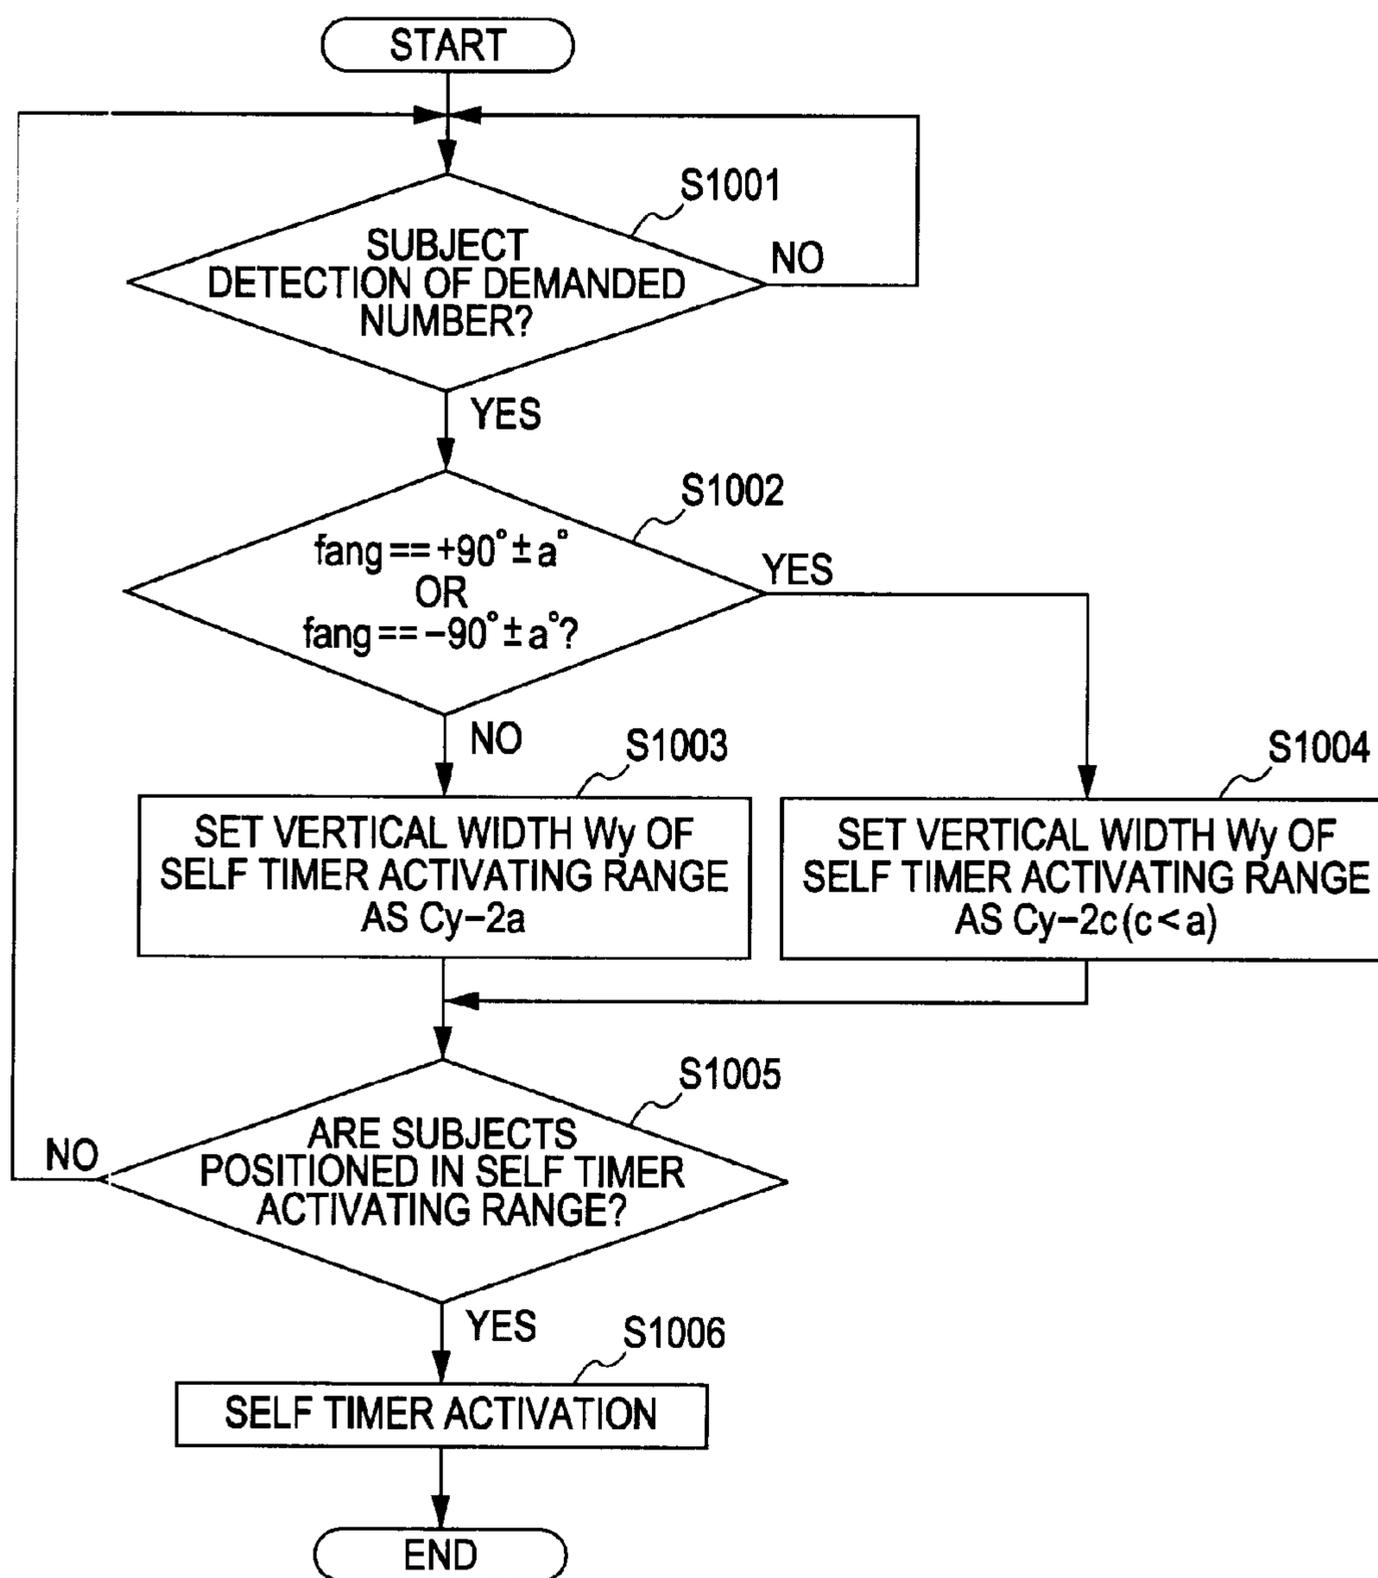 START
S1001
SUBJECT
DETECTION OF DEMANDED
NUMBER?
NO
YES
S1002
fang==+90°±a°
OR
fang==−90°±a°?
YES
NO
S1003
SET VERTICAL WIDTH Wy OF
SELF TIMER ACTIVATING RANGE
AS Cy−2a
S1004
SET VERTICAL WIDTH Wy OF
SELF TIMER ACTIVATING RANGE
AS Cy−2c(c<a)
S1005
ARE SUBJECTS
POSITIONED IN SELF TIMER
ACTIVATING RANGE?
NO
YES
S1006
SELF TIMER ACTIVATION
END